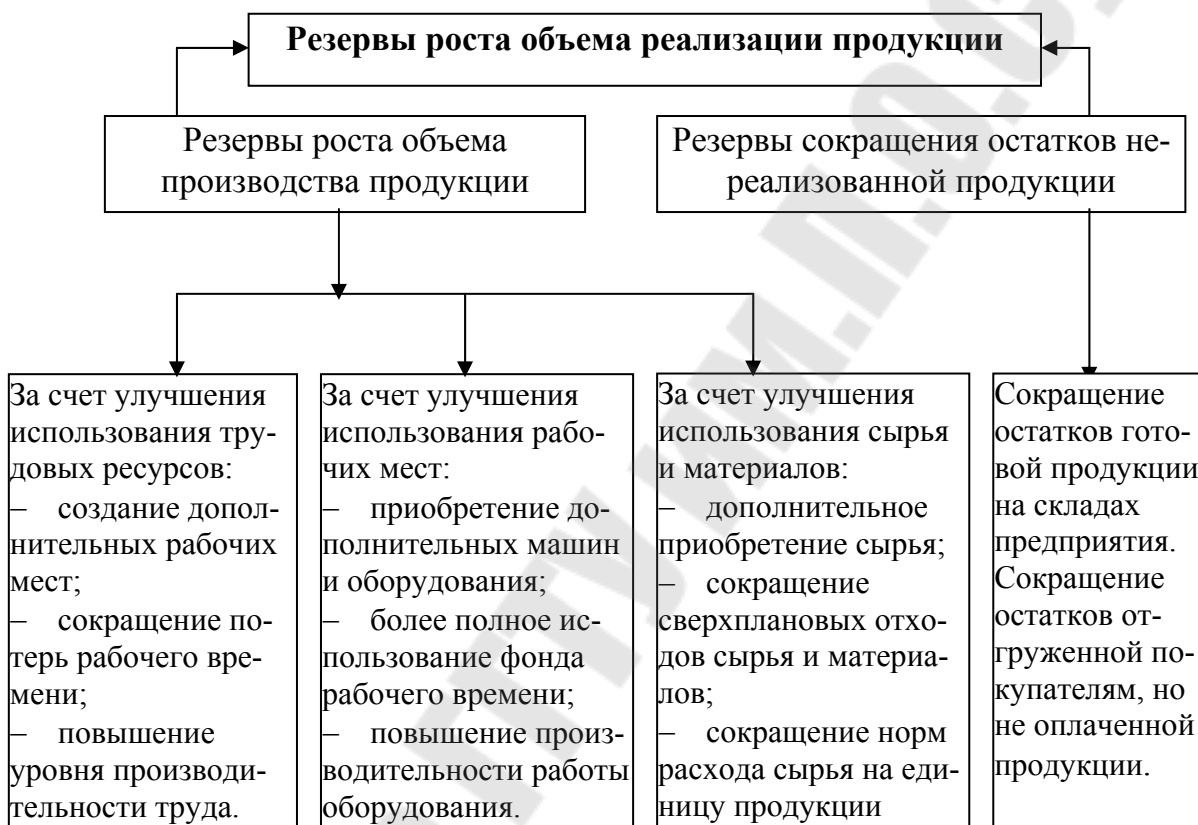 Резервы роста объема реализации продукции
Резервы роста объема
производства продукции
Резервы сокращения остатков не-
реализованной продукции
За счет улучшения
использования тру-
довых ресурсов:
– создание допол-
нительных рабочих
мест;
– сокращение по-
терь рабочего вре-
мени;
– повышение
уровня производи-
тельности труда.
За счет улучшения
использования рабо-
чих мест:
– приобретение до-
полнительных машин
и оборудования;
– более полное ис-
пользование фонда
рабочего времени;
– повышение произ-
водительности работы
оборудования.
За счет улучшения
использования сырья
и материалов:
– дополнительное
приобретение сырья;
– сокращение
сверхплановых отхо-
дов сырья и материа-
лов;
– сокращение норм
расхода сырья на еди-
ницу продукции
Сокращение
остатков гото-
вой продукции
на складах
предприятия.
Сокращение
остатков от-
груженной по-
купателям, но
не оплаченной
продукции.
ГГТУ им.П.О.